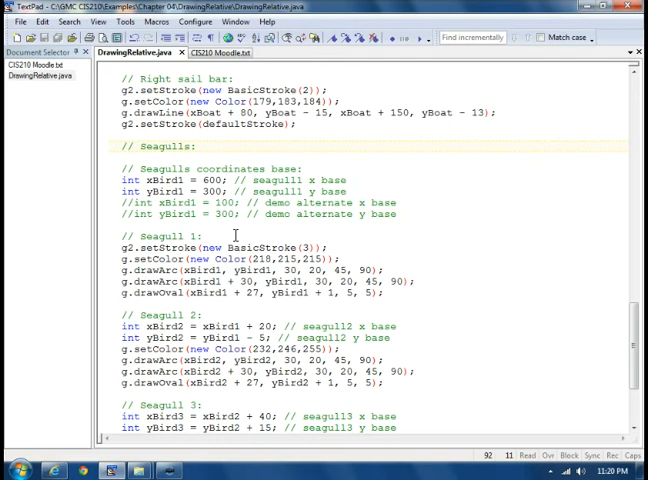 TextPad - C:\GMC CIS210\Examples\Chapter 04\DrawingRelative\DrawingRelative.java
File Edit Search View Tools Macros Configure Window Help
Find incrementally
Match case
Document Selector
DrawingRelative.java
CIS210 Moodle.txt
CIS210 Moodle.txt
DrawingRelative.java
// Right sail bar:
g2.setStroke(new BasicStroke(2));
g.setColor(new Color(179,183,184));
g.drawLine(xBoat + 80, yBoat - 15, xBoat + 150, yBoat - 13);
g2.setStroke(defaultStroke);
// Seagulls:
// Seagulls coordinates base:
int xBird1 = 600; // seagull1 x base
int yBird1 = 300; // seagull1 y base
//int xBird1 = 100; // demo alternate x base
//int yBird1 = 300; // demo alternate y base
// Seagull 1:
g2.setStroke(new BasicStroke(3));
g.setColor(new Color(218,215,215));
g.drawArc(xBird1, yBird1, 30, 20, 45, 90);
g.drawArc(xBird1 + 30, yBird1, 30, 20, 45, 90);
g.drawOval(xBird1 + 27, yBird1 + 1, 5, 5);
// Seagull 2:
int xBird2 = xBird1 + 20; // seagull2 x base
int yBird2 = yBird1 - 5; // seagull2 y base
g.setColor(new Color(232,246,255));
g.drawArc(xBird2, yBird2, 30, 20, 45, 90);
g.drawArc(xBird2 + 30, yBird2, 30, 20, 45, 90);
g.drawOval(xBird2 + 27, yBird2 + 1, 5, 5);
// Seagull 3:
int xBird3 = xBird2 + 40; // seagull3 x base
int yBird3 = yBird2 + 15; // seagull3 y base
92 11 Read Ovr Block Sync Rec Caps
11:20 PM